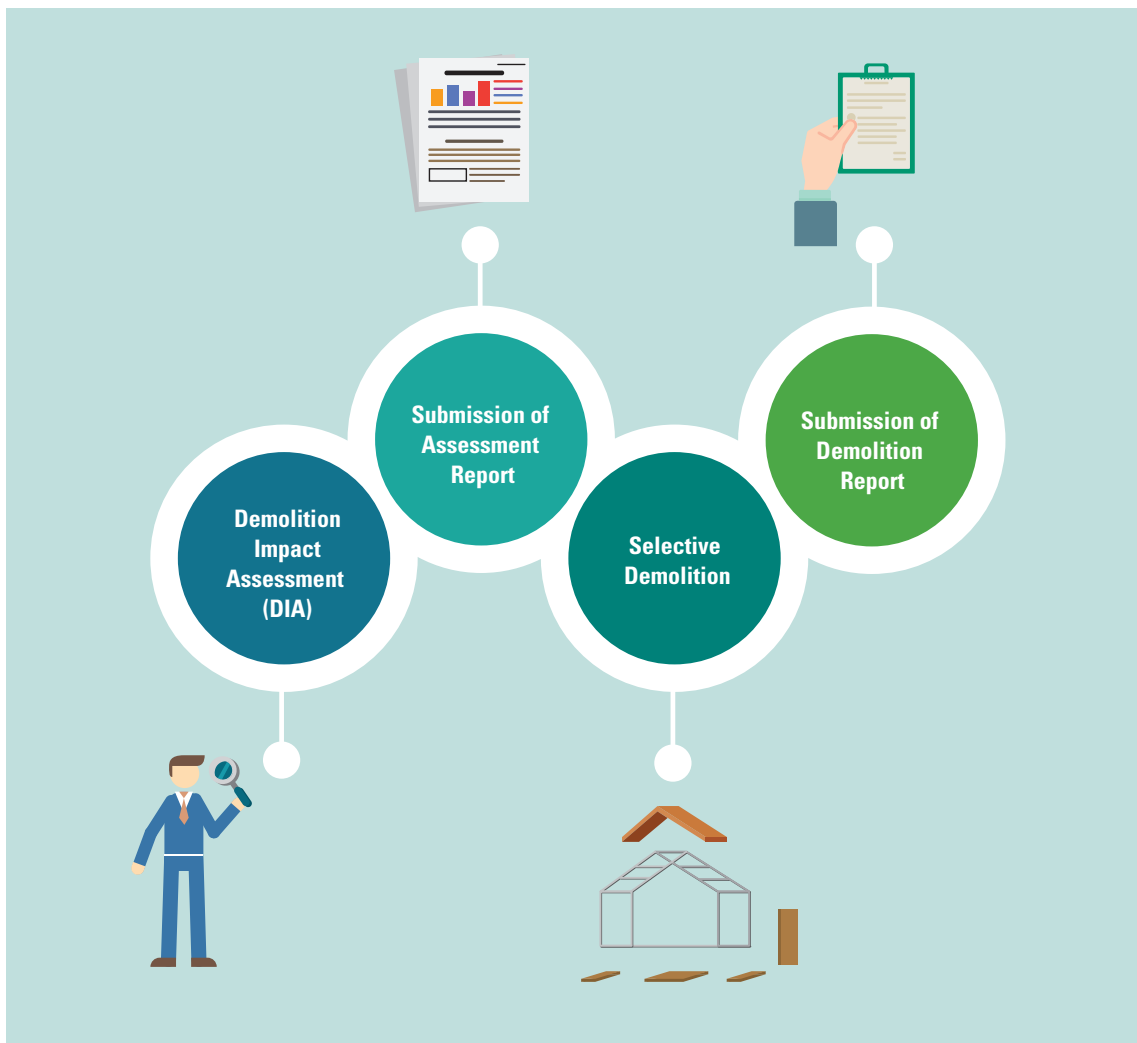 Demolition
Impact
Assessment
(DIA)
Submission of
Assessment
Report
Selective
Demolition
Submission of
Demolition
Report